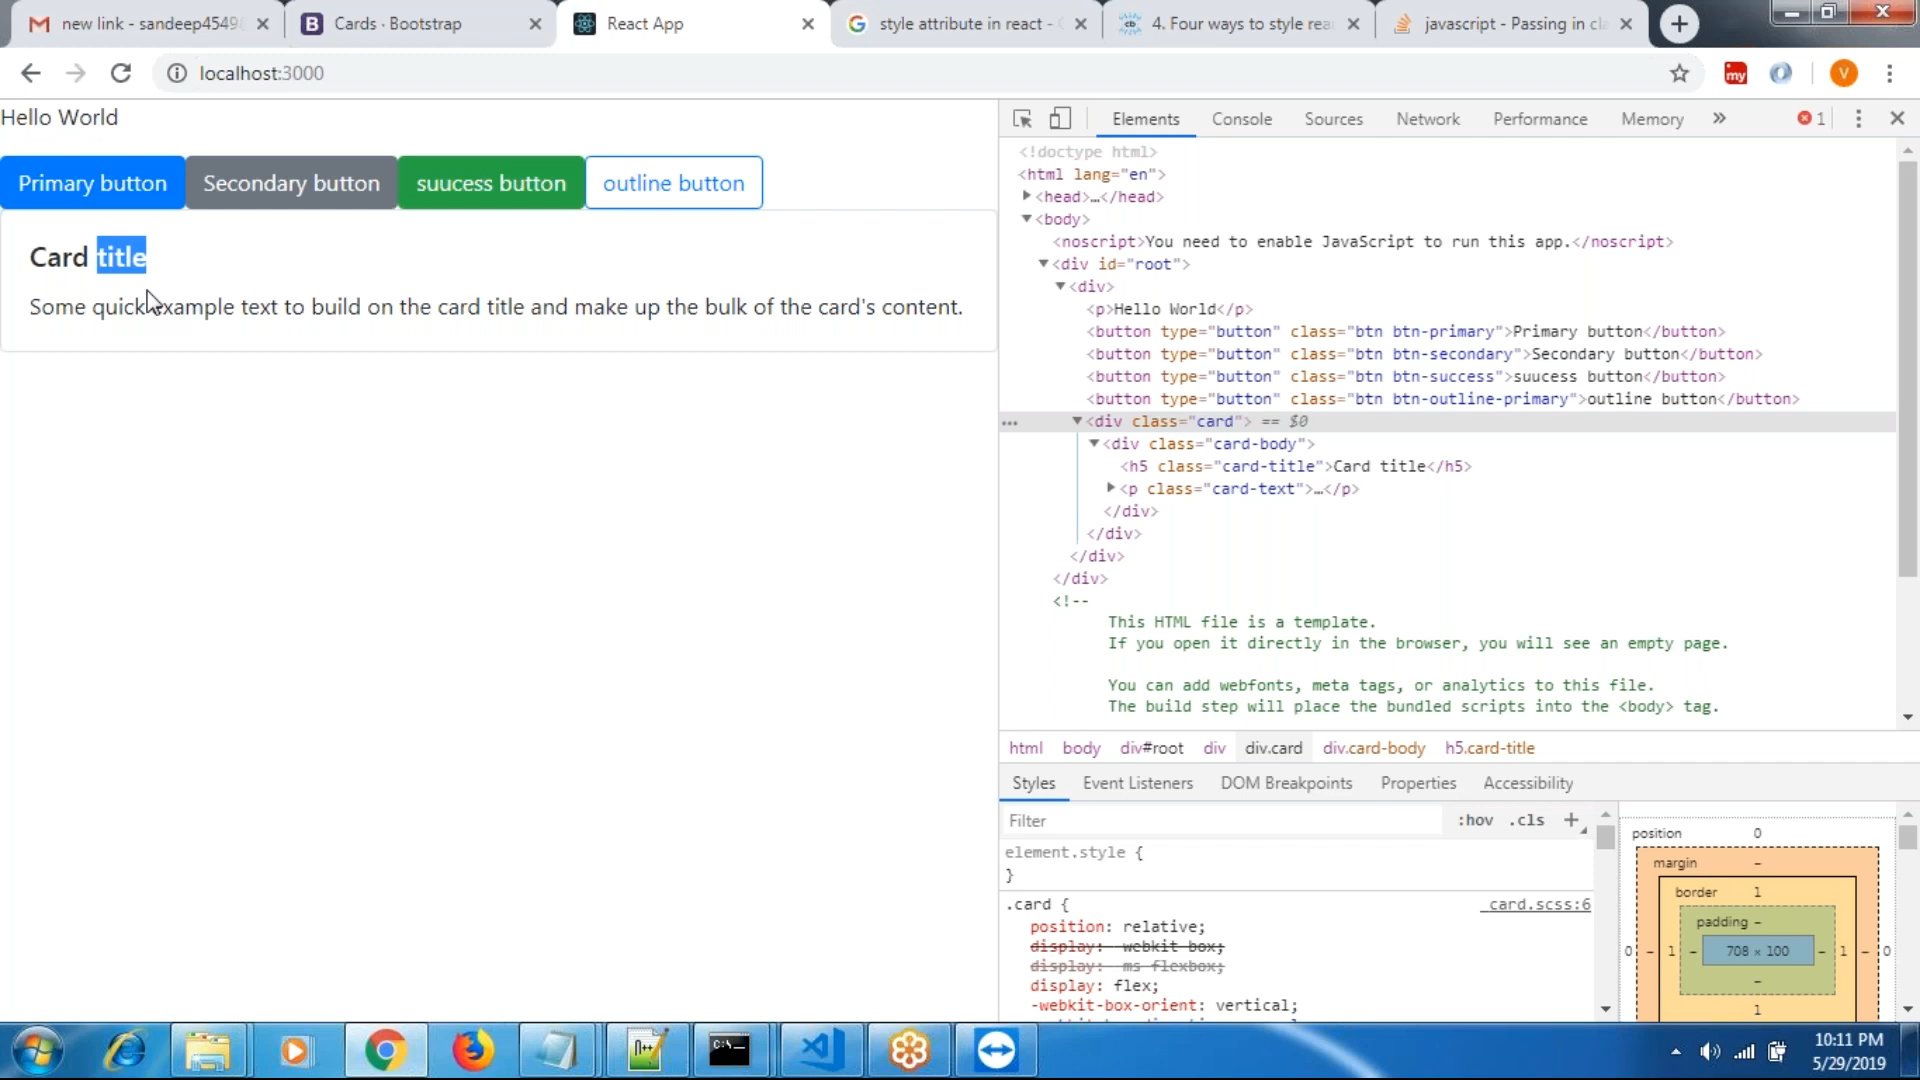 new link - sandeep4549
Cards · Bootstrap
React App
style attribute in react -
4. Four ways to style rea
javascript - Passing in cl
localhost:3000
my
V
Hello World
Primary button
Secondary button
suucess button
outline button
Card title
Some quick example text to build on the card title and make up the bulk of the card's content.
Elements
Console
Sources
Network
Performance
Memory
»
1
<!doctype html>
<html lang="en">
<head>…</head>
<body>
<noscript>You need to enable JavaScript to run this app.</noscript>
<div id="root">
<div>
<p>Hello World</p>
<button type="button" class="btn btn-primary">Primary button</button>
<button type="button" class="btn btn-secondary">Secondary button</button>
<button type="button" class="btn btn-success">suucess button</button>
<button type="button" class="btn btn-outline-primary">outline button</button>
<div class="card"> == $0
<div class="card-body">
<h5 class="card-title">Card title</h5>
<p class="card-text">…</p>
</div>
</div>
</div>
</div>
<!--
This HTML file is a template.
If you open it directly in the browser, you will see an empty page.
You can add webfonts, meta tags, or analytics to this file.
The build step will place the bundled scripts into the <body> tag.
html
body
div#root
div
div.card
div.card-body
h5.card-title
Styles
Event Listeners
DOM Breakpoints
Properties
Accessibility
Filter
:hov
.cls
element.style {
}
.card {
_card.scss:6
position: relative;
display: -webkit-box;
display: -ms-flexbox;
display: flex;
-webkit-box-orient: vertical;
position 0
margin -
border 1
padding -
0 - 1 - 708 × 100 - 1 - 0
-
1
10:11 PM
5/29/2019